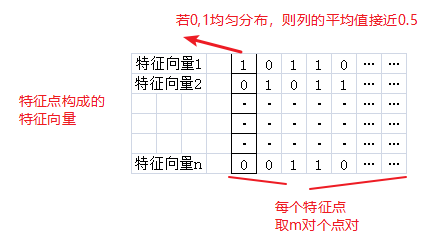 若0,1均匀分布，则列的平均值接近0.5
特征向量1 1 0 1 1 0 … …
特征向量2 0 1 0 1 1 … …
特征点构成的
特征向量
- - - - - … …
- - - - - … …
- - - - - … …
特征向量n 0 0 1 1 0 … …
每个特征点
取m对个点对